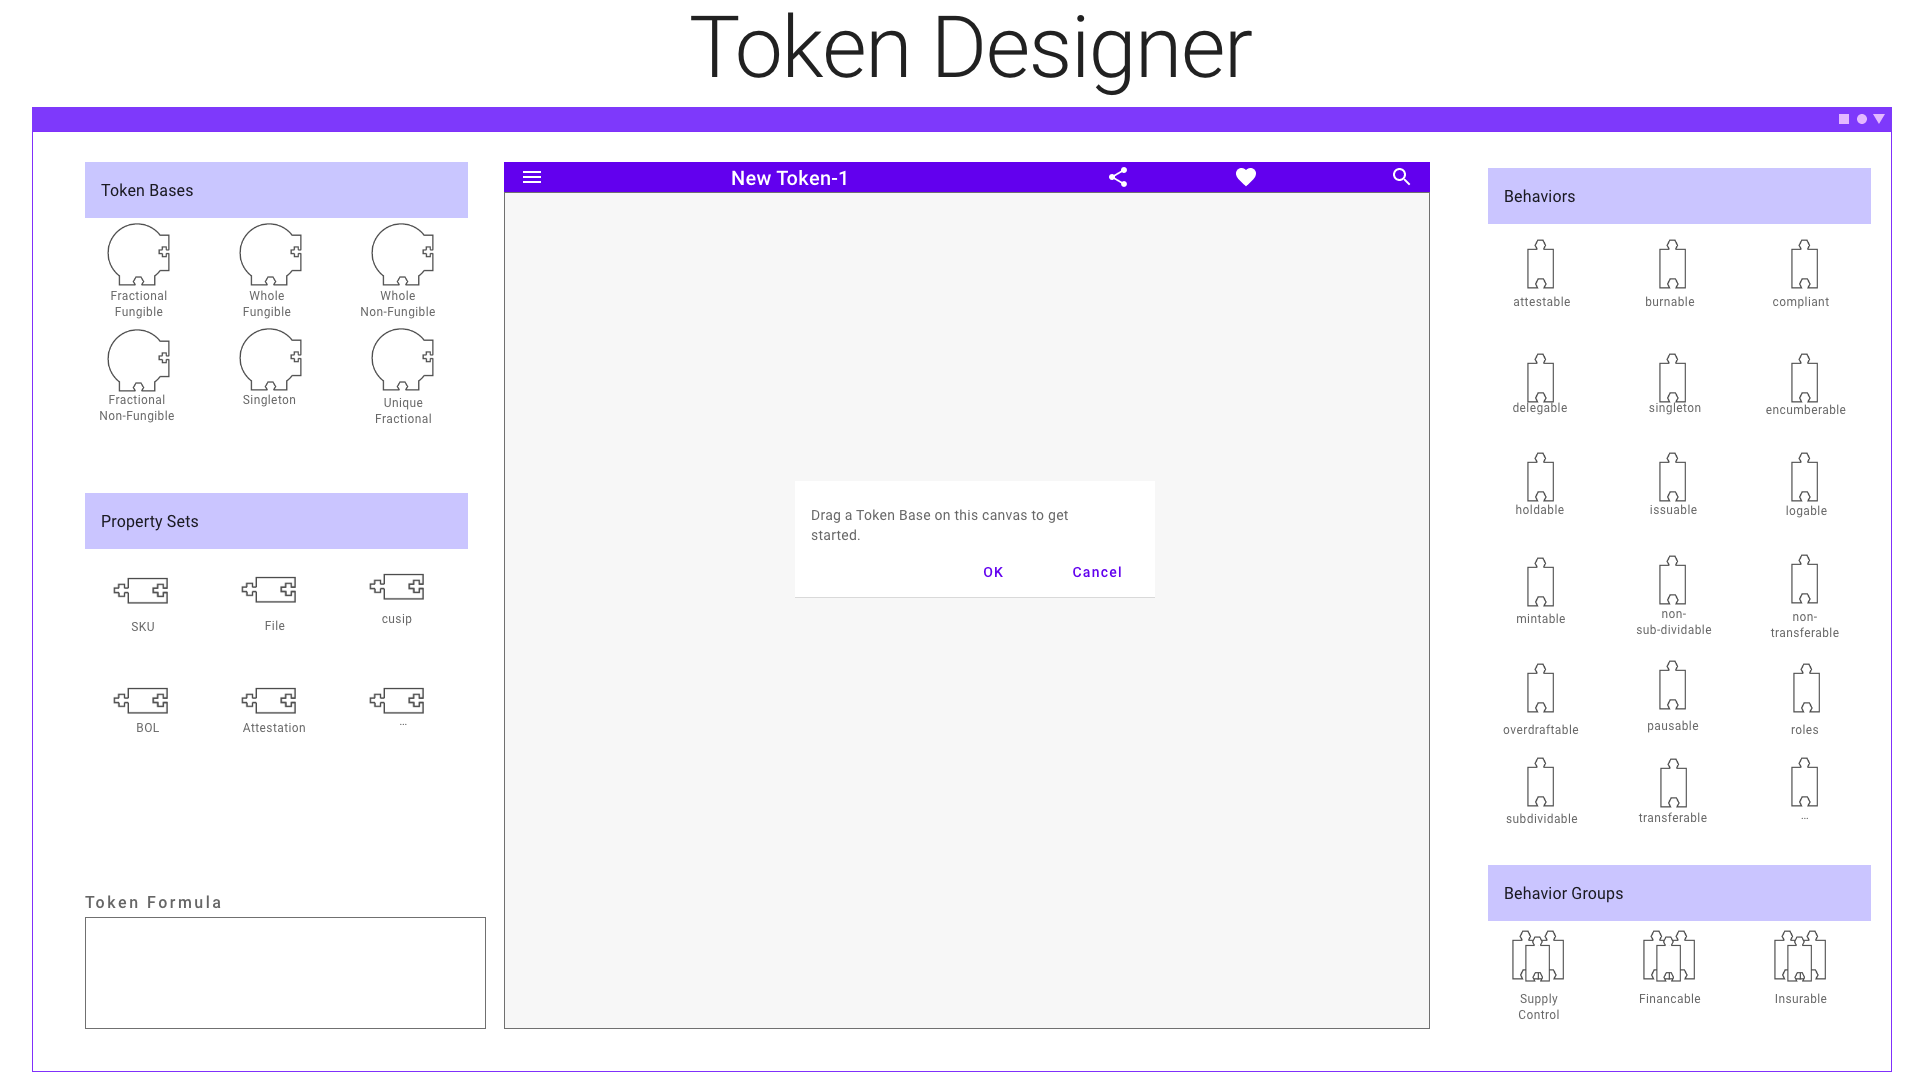 Token Designer
Token Bases
Fractional
Fungible
Whole
Fungible
Whole
Non-Fungible
Fractional
Non-Fungible
Singleton
Unique
Fractional
Property Sets
SKU
File
cusip
BOL
Attestation
...
Token Formula
New Token-1
Drag a Token Base on this canvas to get
started.
OK
Cancel
Behaviors
attestable
burnable
compliant
delegable
singleton
encumberable
holdable
issuable
logable
mintable
non-
sub-dividable
non-
transferable
overdraftable
pausable
roles
subdividable
transferable
...
Behavior Groups
Supply
Control
Financable
Insurable